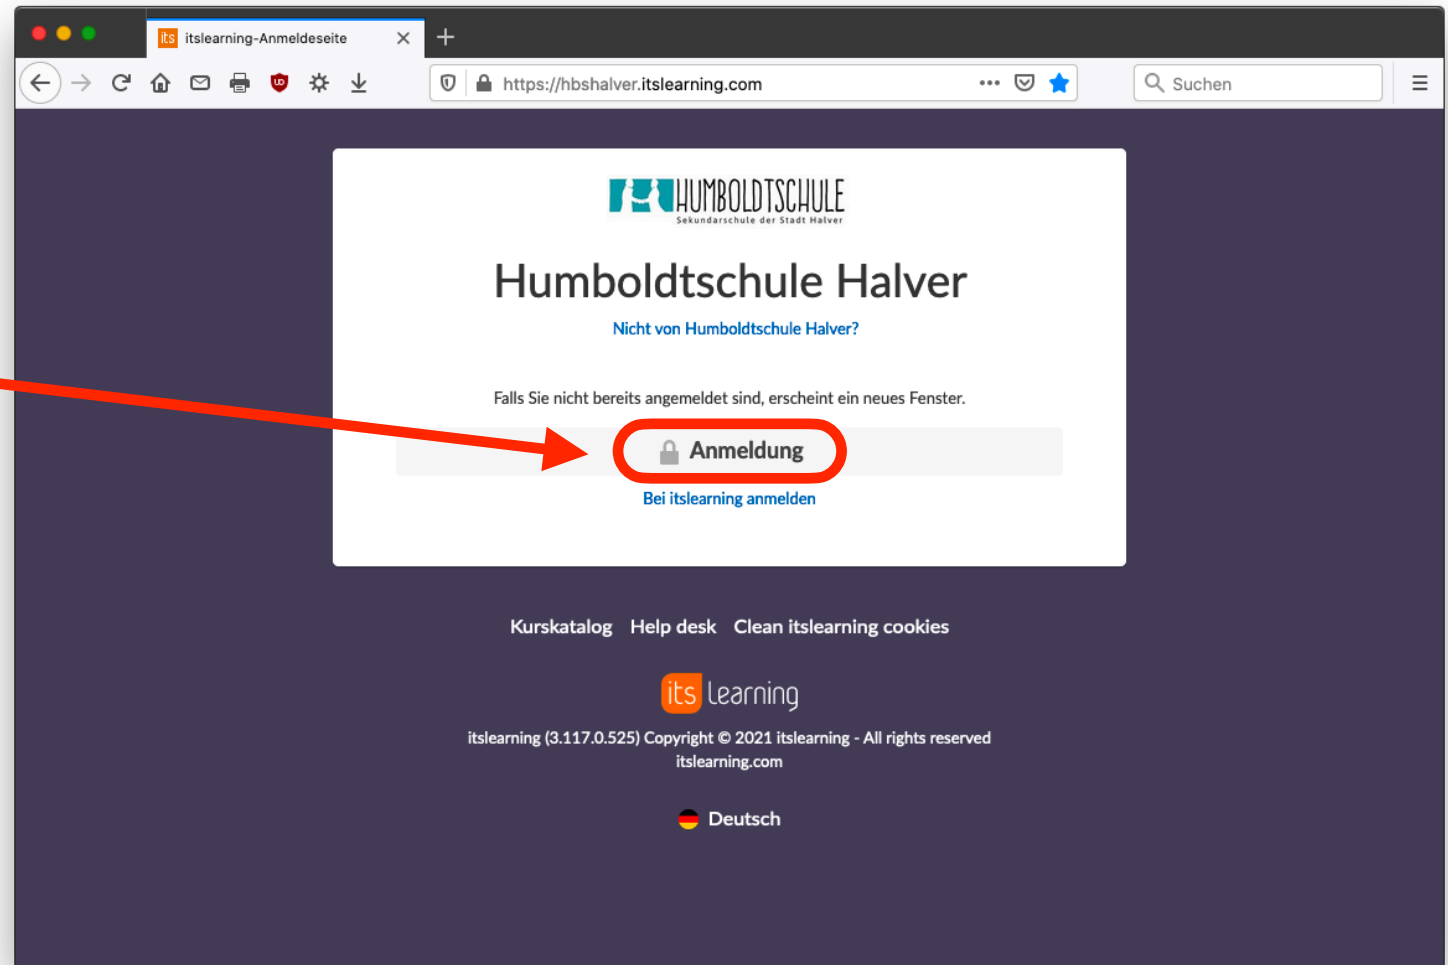 its itslearning-Anmeldeseite
https://hbshalver.itslearning.com
Suchen
HUMBOLDTSCHULE
Sekundarschule der Stadt Halver
Humboldtschule Halver
Nicht von Humboldtschule Halver?
Falls Sie nicht bereits angemeldet sind, erscheint ein neues Fenster.
Anmeldung
Bei itslearning anmelden
Kurskatalog Help desk Clean itslearning cookies
its learning
itslearning (3.117.0.525) Copyright © 2021 itslearning - All rights reserved
itslearning.com
Deutsch